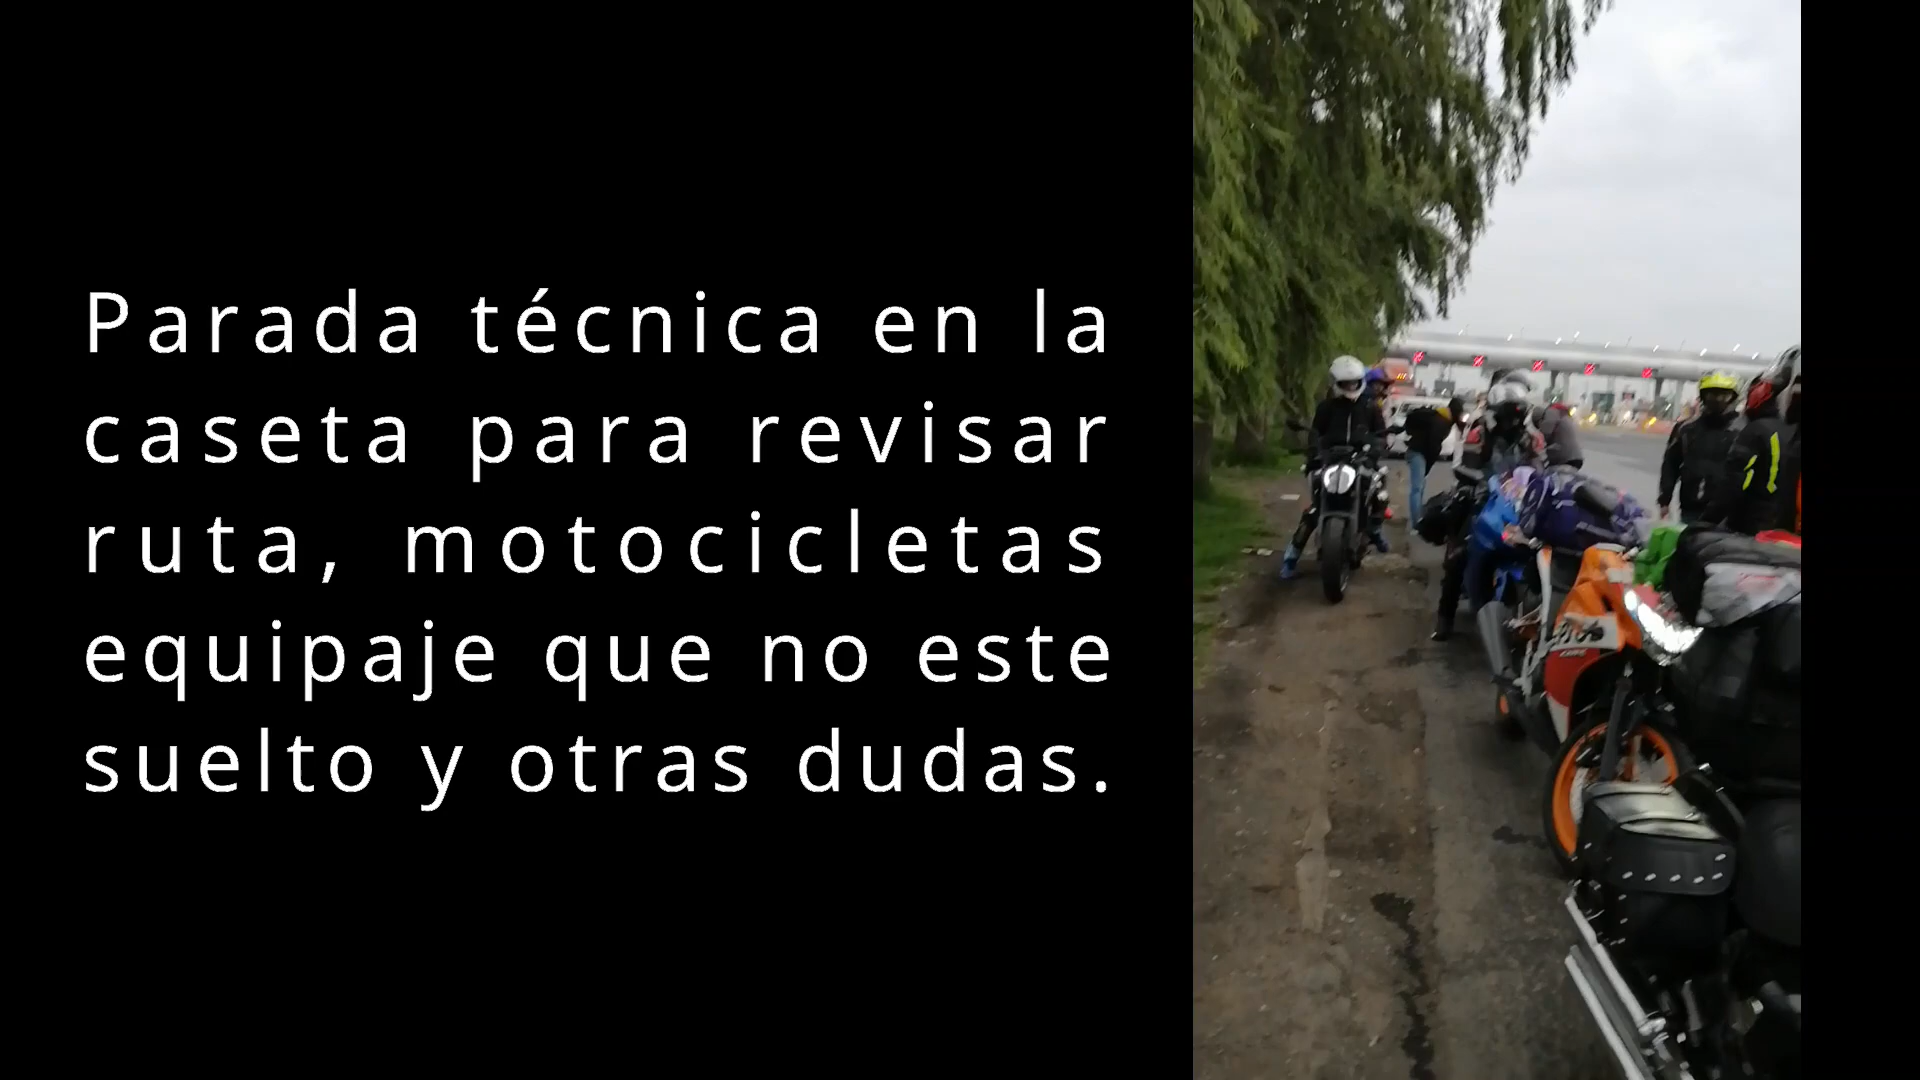 Parada técnica en la
caseta para revisar
ruta, motocicletas
equipaje que no este
suelto y otras dudas.